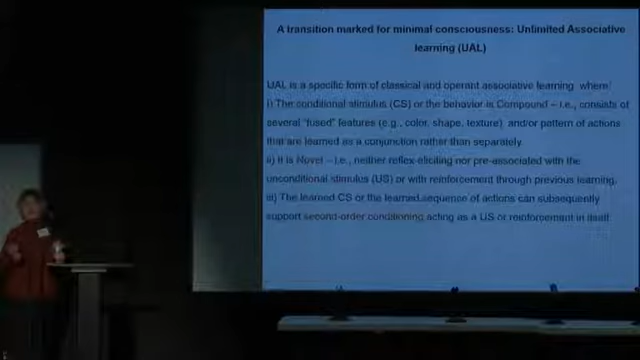 A transition marked for minimal consciousness: Unlimited Associative
learning (UAL)
UAL is a specific form of classical and operant associative learning where:
i) The conditional stimulus (CS) or the behavior is Compound – i.e., consists of
several "fused" features (e.g., color, shape, texture) and/or pattern of actions
that are learned as a conjunction rather than separately.
ii) It is Novel – i.e., neither reflex-eliciting nor pre-associated with the
unconditional stimulus (US) or with reinforcement through previous learning.
iii) The learned CS or the learned sequence of actions can subsequently
support second-order conditioning acting as a US or reinforcement in itself.